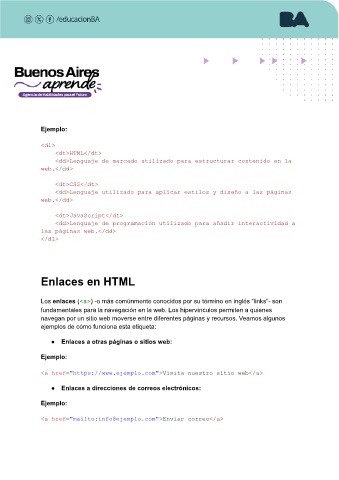 /educacionBA
BA
Buenos Aires
aprende
Agencia de Habilidades para el Futuro
Ejemplo:
<dl>
<dt>HTML</dt>
<dd>Lenguaje de marcado utilizado para estructurar contenido en la
web.</dd>
<dt>CSS</dt>
<dd>Lenguaje utilizado para aplicar estilos y diseño a las páginas
web.</dd>
<dt>JavaScript</dt>
<dd>Lenguaje de programación utilizado para añadir interactividad a
las páginas web.</dd>
</dl>
Enlaces en HTML
Los enlaces (<a>) -o más comúnmente conocidos por su término en inglés "links"- son
fundamentales para la navegación en la web. Los hipervínculos permiten a quienes
navegan por un sitio web moverse entre diferentes páginas y recursos. Veamos algunos
ejemplos de cómo funciona esta etiqueta:
● Enlaces a otras páginas o sitios web:
Ejemplo:
<a href="https://www.ejemplo.com">Visita nuestro sitio web</a>
● Enlaces a direcciones de correos electrónicos:
Ejemplo:
<a href="mailto:info@ejemplo.com">Enviar correo</a>